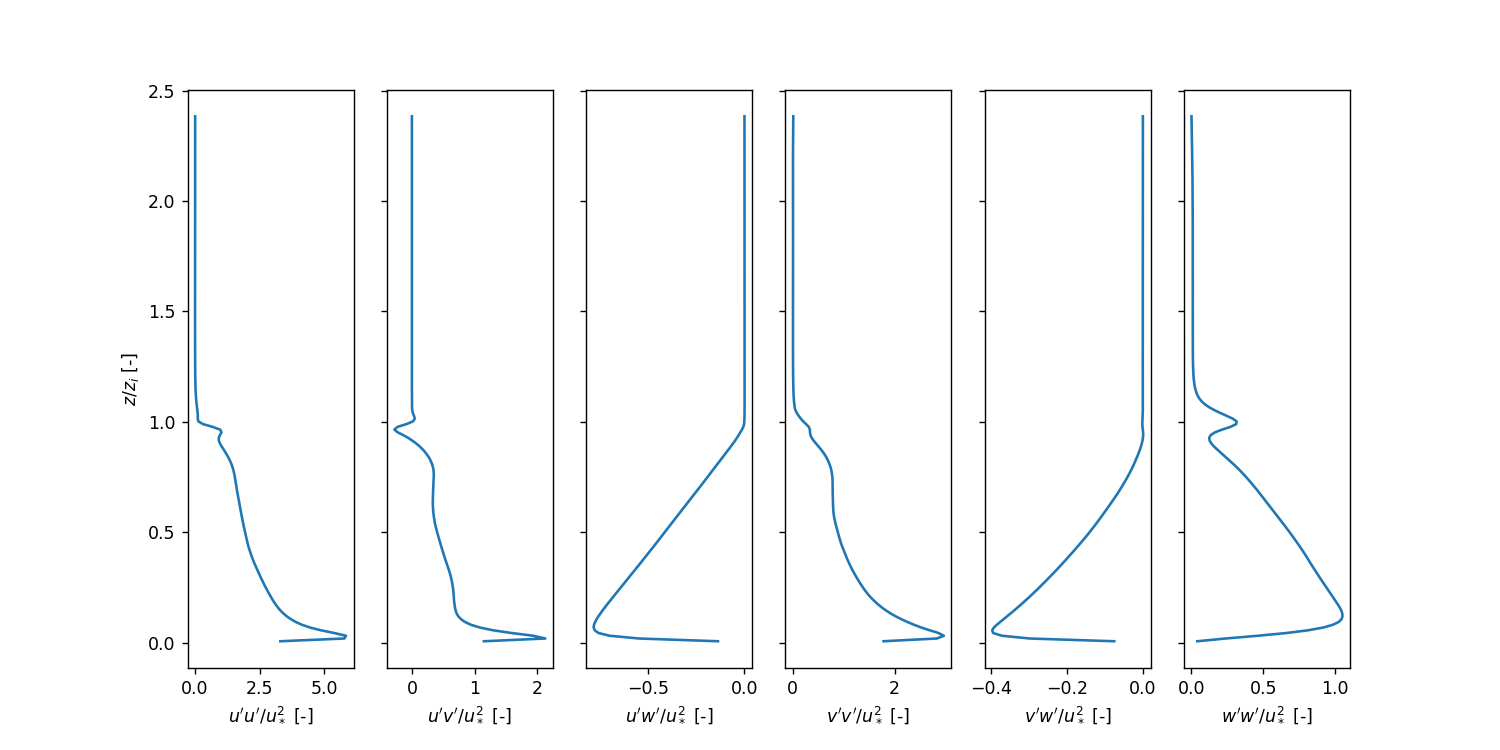 2.5
2.0
1.5
1.0
0.5
0.0
z/z_i [-]
0.0 2.5 5.0
u'u'/u_*^2 [-]
0 1 2
u'v'/u_*^2 [-]
−0.5 0.0
u'w'/u_*^2 [-]
0 2
v'v'/u_*^2 [-]
−0.4 −0.2 0.0
v'w'/u_*^2 [-]
0.0 0.5 1.0
w'w'/u_*^2 [-]